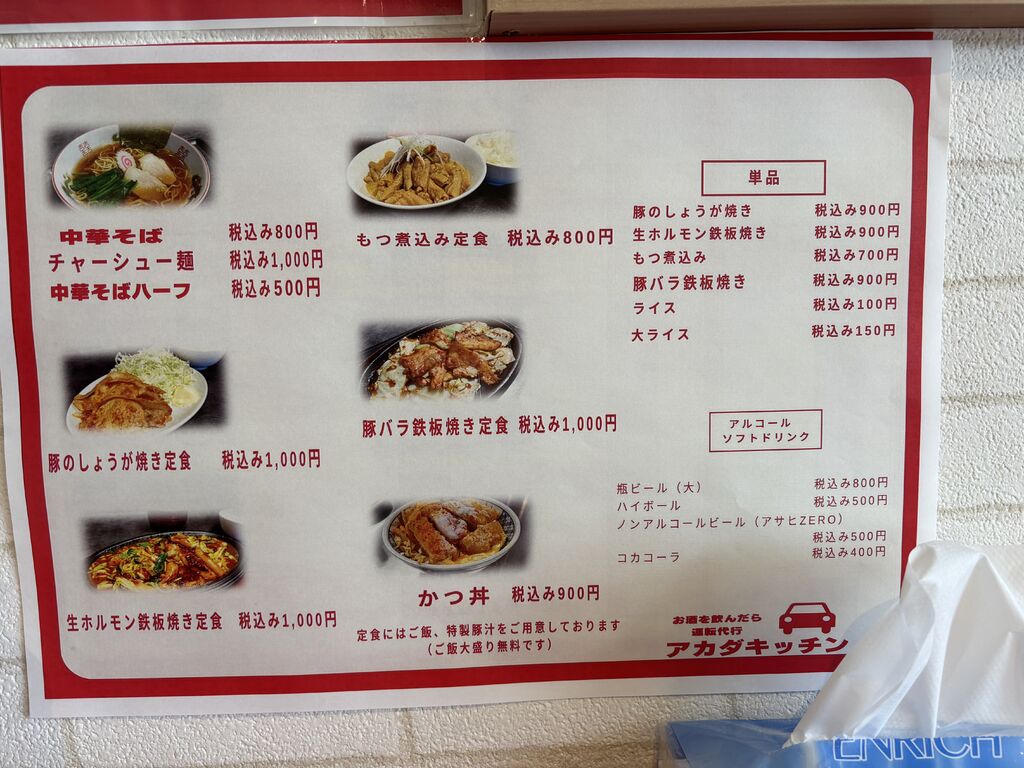 中華そば 税込み800円
チャーシュー麺 税込み1,000円
中華そばハーフ 税込み500円
豚のしょうが焼き定食 税込み1,000円
生ホルモン鉄板焼き定食 税込み1,000円
もつ煮込み定食 税込み800円
豚バラ鉄板焼き定食 税込み1,000円
かつ丼 税込み900円
定食にはご飯、特製豚汁をご用意しております
（ご飯大盛り無料です）
単品
豚のしょうが焼き 税込み900円
生ホルモン鉄板焼き 税込み900円
もつ煮込み 税込み700円
豚バラ鉄板焼き 税込み900円
ライス 税込み100円
大ライス 税込み150円
アルコール
ソフトドリンク
瓶ビール（大） 税込み800円
ハイボール 税込み500円
ノンアルコールビール（アサヒZERO）
税込み500円
コカコーラ 税込み400円
お酒を飲んだら
運転代行
アカダキッチン
ENRICH